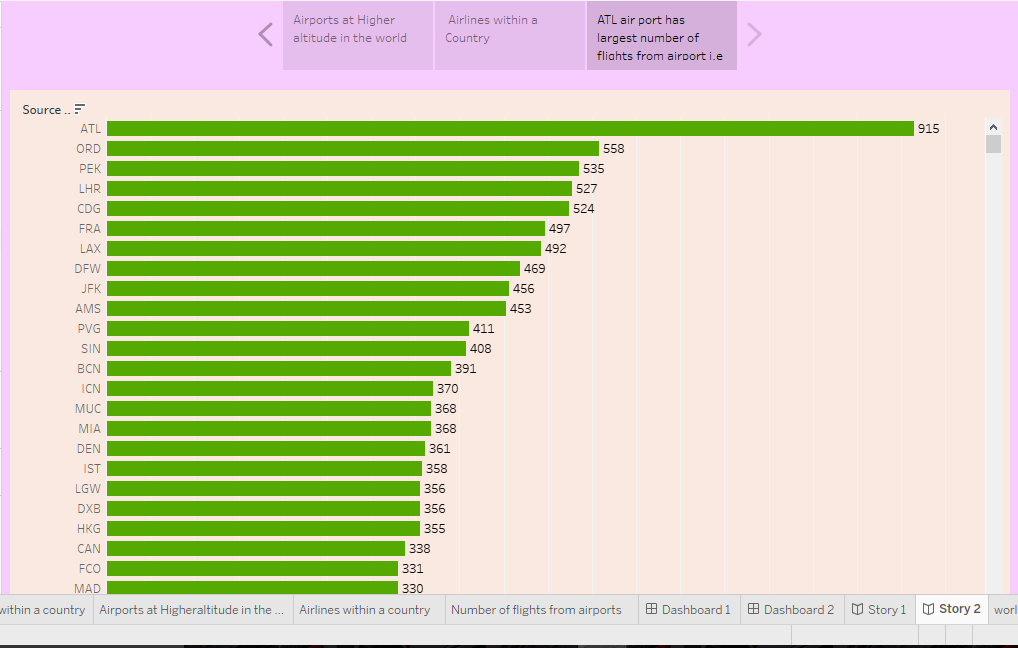 Airports at Higher
altitude in the world
Airlines within a
Country
ATL air port has
largest number of
flights from airport i.e
Source ..
ATL 915
ORD 558
PEK 535
LHR 527
CDG 524
FRA 497
LAX 492
DFW 469
JFK 456
AMS 453
PVG 411
SIN 408
BCN 391
ICN 370
MUC 368
MIA 368
DEN 361
IST 358
LGW 356
DXB 356
HKG 355
CAN 338
FCO 331
MAD 330
within a country Airports at Higheraltitude in the ... Airlines within a country Number of flights from airports Dashboard 1 Dashboard 2 Story 1 Story 2 worl